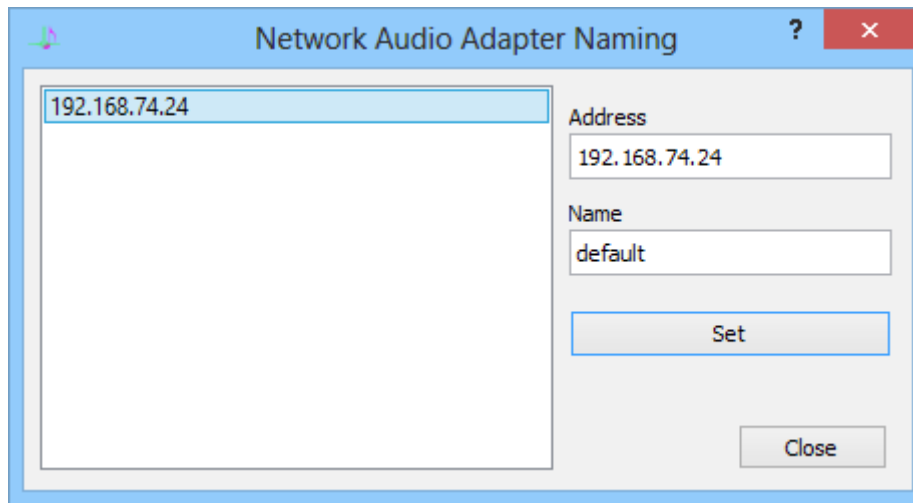 Network Audio Adapter Naming
?
192.168.74.24
Address
192.168.74.24
Name
default
Set
Close